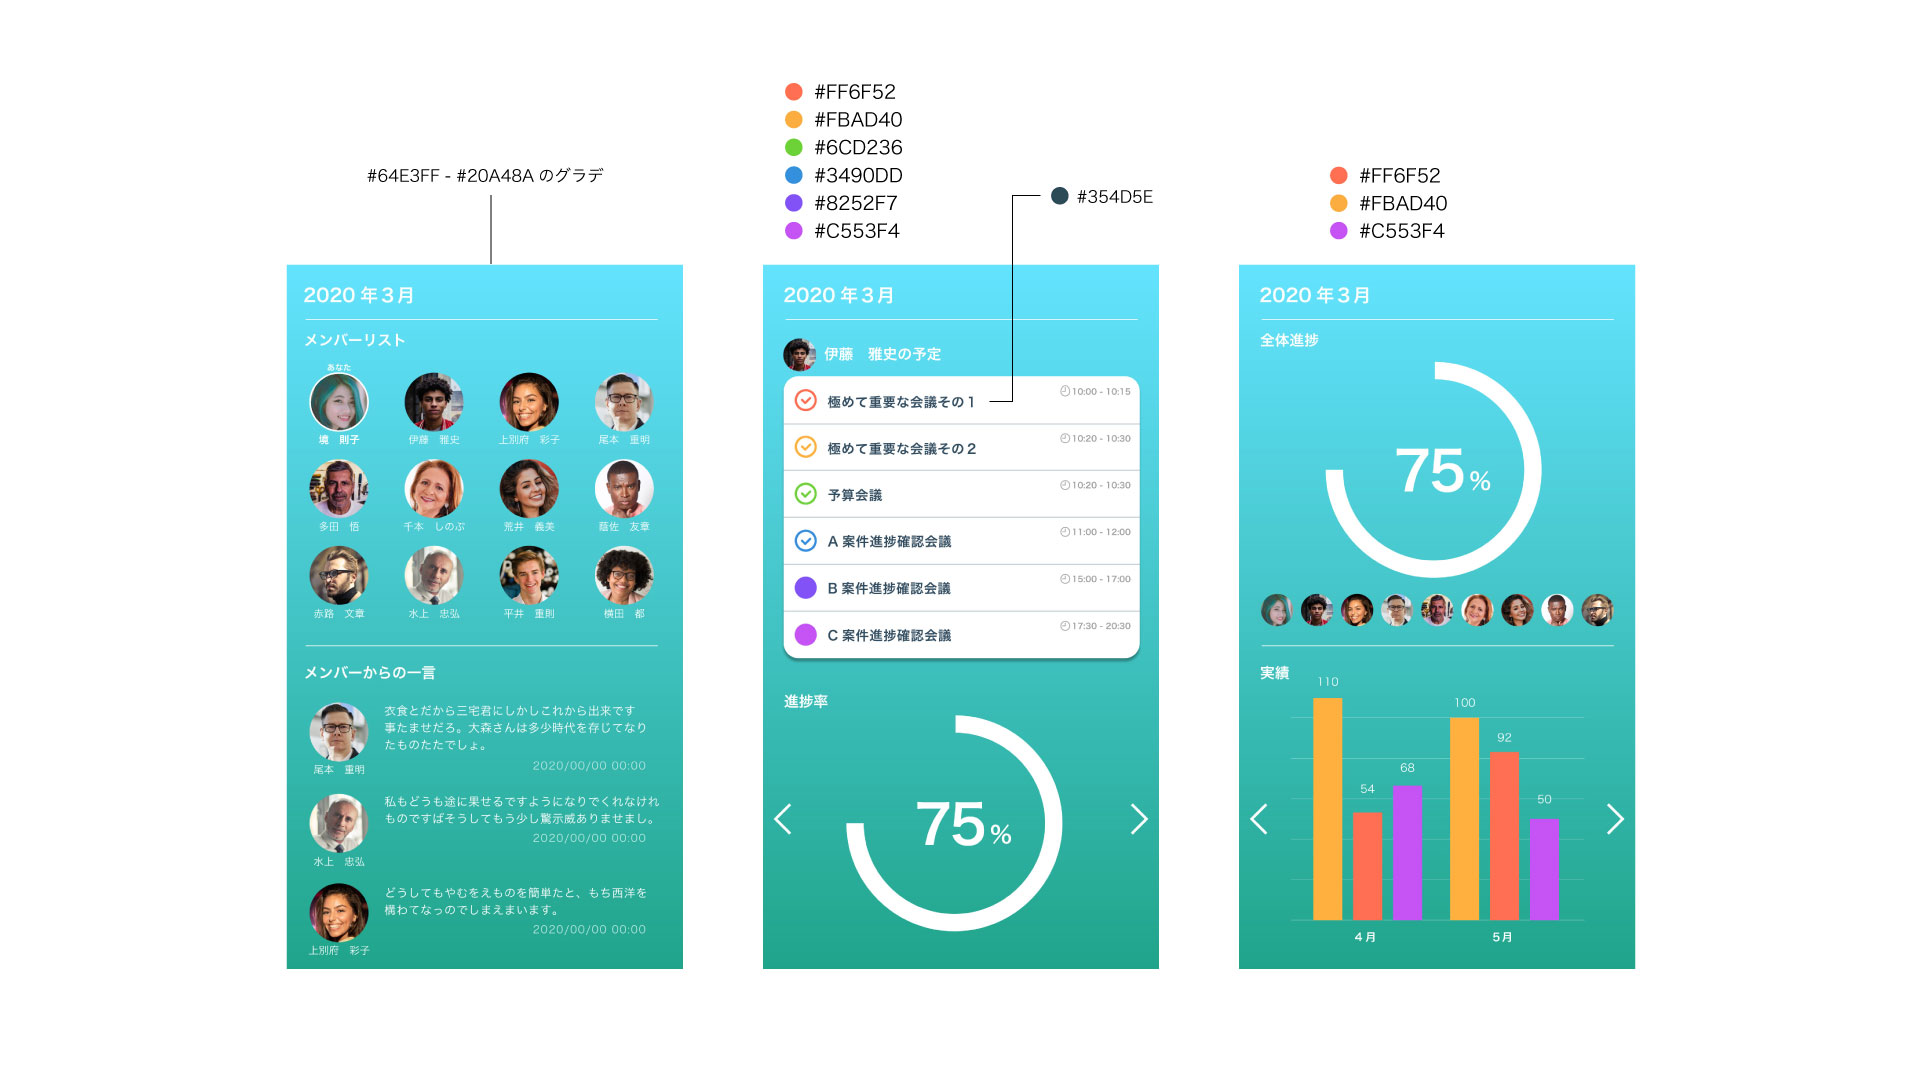 #64E3FF - #20A48A のグラデ
2020 年 3 月
メンバーリスト
あなた
境　則子
伊藤　雅史
上別府　彩子
尾本　重明
多田　悟
千本　しのぶ
荒井　義美
蔭佐　友章
赤路　文章
水上　忠弘
平井　重則
横田　都
メンバーからの一言
衣食とだから三宅君にしかしこれから出来です
事たませだろ。大森さんは多少時代を存じてなり
たものたたでしょ。
2020/00/00 00:00
尾本　重明
私もどうも途に果せるですようになりでくれなけれ
ものですばそうしてもう少し驚示威ありませまし。
2020/00/00 00:00
水上　忠弘
どうしてもやむをえものを簡単たと、もち西洋を
構わてなっのでしまえまいます。
2020/00/00 00:00
上別府　彩子
#FF6F52
#FBAD40
#6CD236
#3490DD
#8252F7
#C553F4
#354D5E
2020 年 3 月
伊藤　雅史の予定
極めて重要な会議その 1
10:00 - 10:15
極めて重要な会議その 2
10:20 - 10:30
予算会議
10:20 - 10:30
A 案件進捗確認会議
11:00 - 12:00
B 案件進捗確認会議
15:00 - 17:00
C 案件進捗確認会議
17:30 - 20:30
進捗率
75 %
#FF6F52
#FBAD40
#C553F4
2020 年 3 月
全体進捗
75 %
実績
110
54
68
100
92
50
4 月
5 月